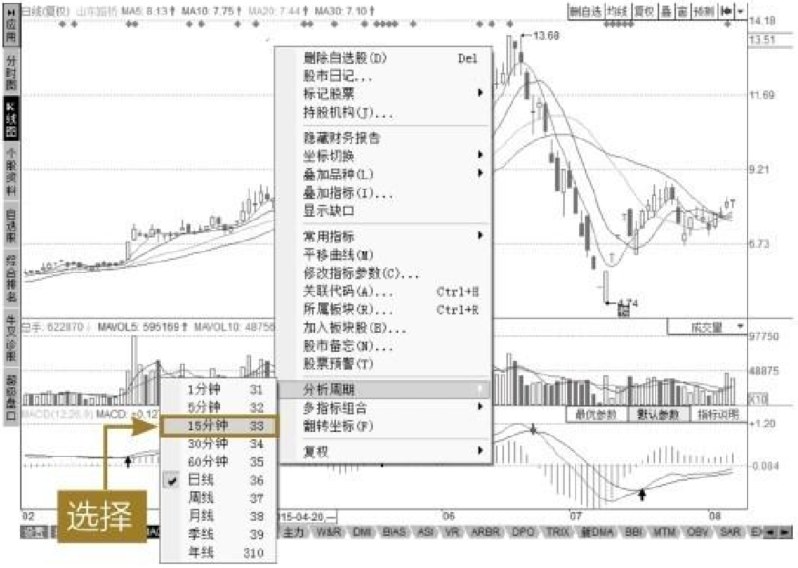 日线(复权) 山东路桥 MA5: 8.13↑ MA10: 7.75↑ MA20: 7.44↑ MA30: 7.10↑
删自选 均线 复权 叠 富 预测
14.18
13.51
11.69
9.21
6.73
13.68
4.74
应用
分时图
K线图
个股资料
自选股
综合排名
牛叉诊股
超级盘口
删除自选股(D) Del
股市日记...
标记股票
持股机构(J)...
隐藏财务报告
坐标切换
叠加品种(L)
叠加指标(I)...
显示缺口
常用指标
平移曲线(M)
修改指标参数(C)...
关联代码(A)... Ctrl+H
所属板块(R)... Ctrl+R
加入板块股(B)...
股市备忘(N)...
股票预警(T)
分析周期
多指标组合
翻转坐标(F)
复权
总手: 622870 MAVOL5: 595169↑ MAVOL10: 48756
成交量
97750
48875
X10
1分钟 31
5分钟 32
15分钟 33
30分钟 34
60分钟 35
日线 36
周线 37
月线 38
季线 39
年线 310
MACD(12,26,9) MACD: +0.12
最优参数 默认参数 指标说明
+1.20
-0.084
选择
02
2015-04-20,一
06
07
08
主力 W&R DMI BIAS ASI VR ARBR DPO TRIX 新DMA BBI MTM OBV SAR